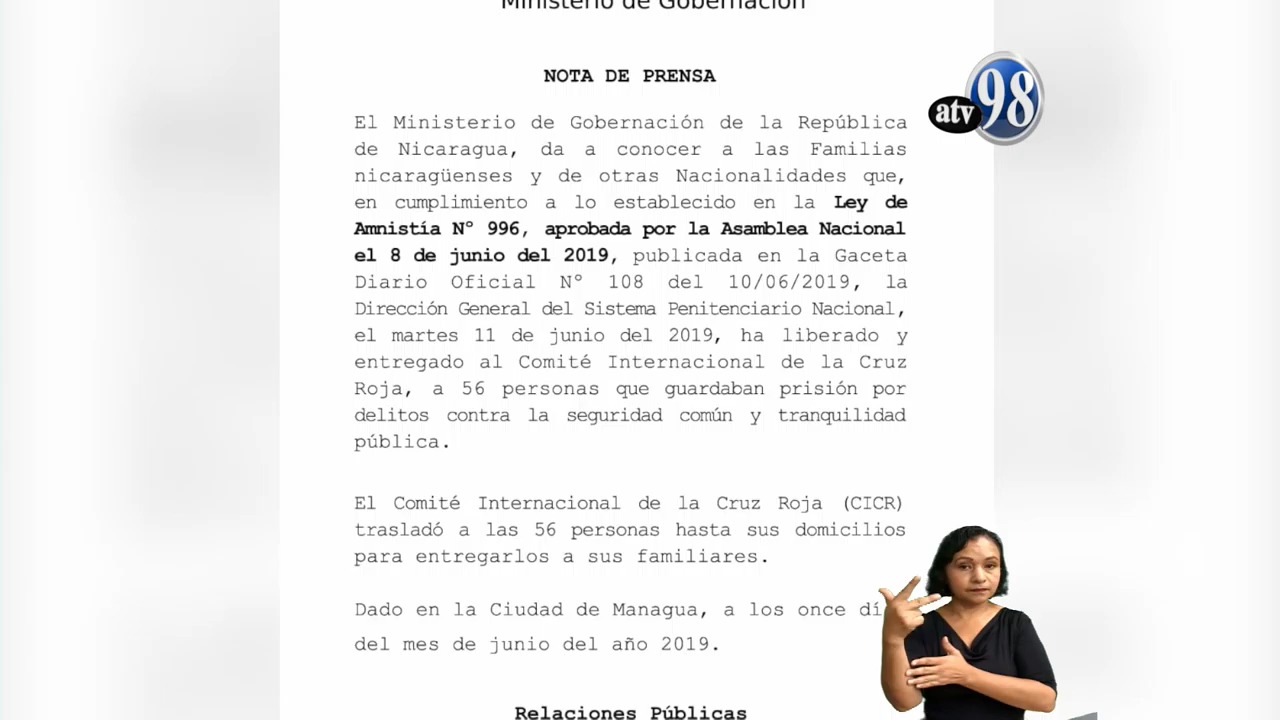 Ministerio de Gobernación
NOTA DE PRENSA
atv 98
El Ministerio de Gobernación de la República
de Nicaragua, da a conocer a las Familias
nicaragüenses y de otras Nacionalidades que,
en cumplimiento a lo establecido en la Ley de
Amnistía Nº 996, aprobada por la Asamblea Nacional
el 8 de junio del 2019, publicada en la Gaceta
Diario Oficial Nº 108 del 10/06/2019, la
Dirección General del Sistema Penitenciario Nacional,
el martes 11 de junio del 2019, ha liberado y
entregado al Comité Internacional de la Cruz
Roja, a 56 personas que guardaban prisión por
delitos contra la seguridad común y tranquilidad
pública.
El Comité Internacional de la Cruz Roja (CICR)
trasladó a las 56 personas hasta sus domicilios
para entregarlos a sus familiares.
Dado en la Ciudad de Managua, a los once dí
del mes de junio del año 2019.
Relaciones Públicas